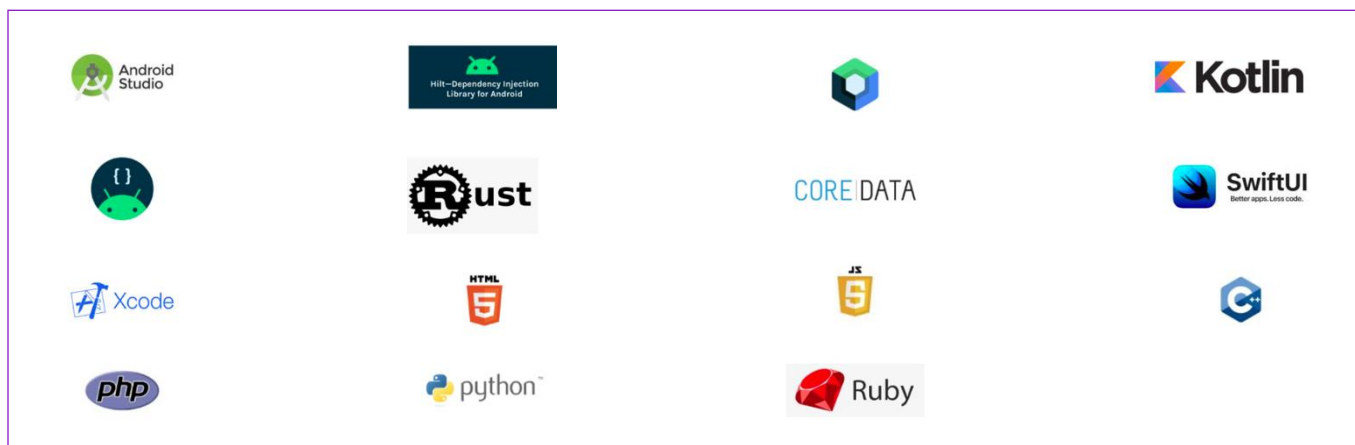 Android
Studio
Hilt—Dependency Injection
Library for Android
Kotlin
{ }
Rust
CORE|DATA
SwiftUI
Better apps. Less code.
Xcode
HTML
5
JS
5
C++
php
python™
Ruby